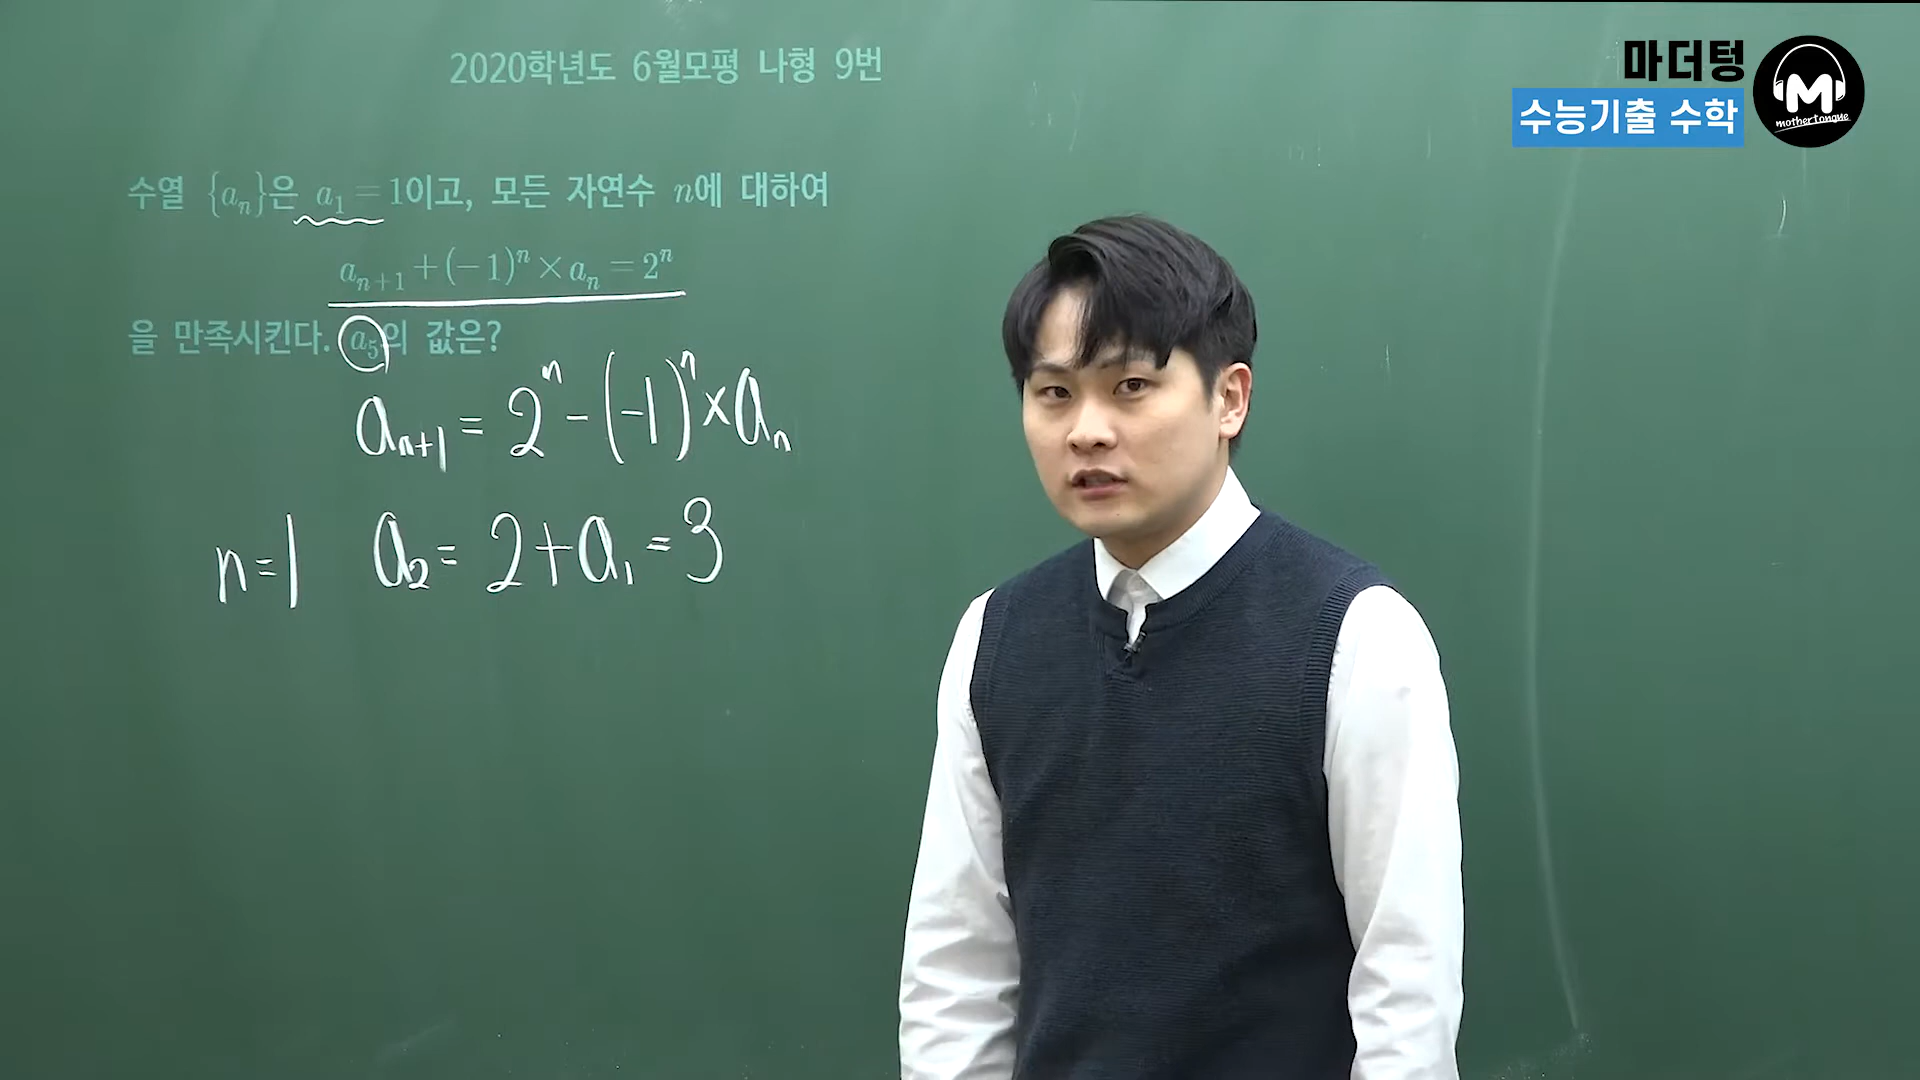 2020학년도 6월모평 나형 9번
마더텅
수능기출 수학
M
mothertongue
수열 {aₙ}은 a₁=1이고, 모든 자연수 n에 대하여
aₙ₊₁+(−1)ⁿ×aₙ=2ⁿ
을 만족시킨다. a₅의 값은?
aₙ₊₁=2ⁿ−(−1)ⁿ×aₙ
n=1 a₂=2+a₁=3